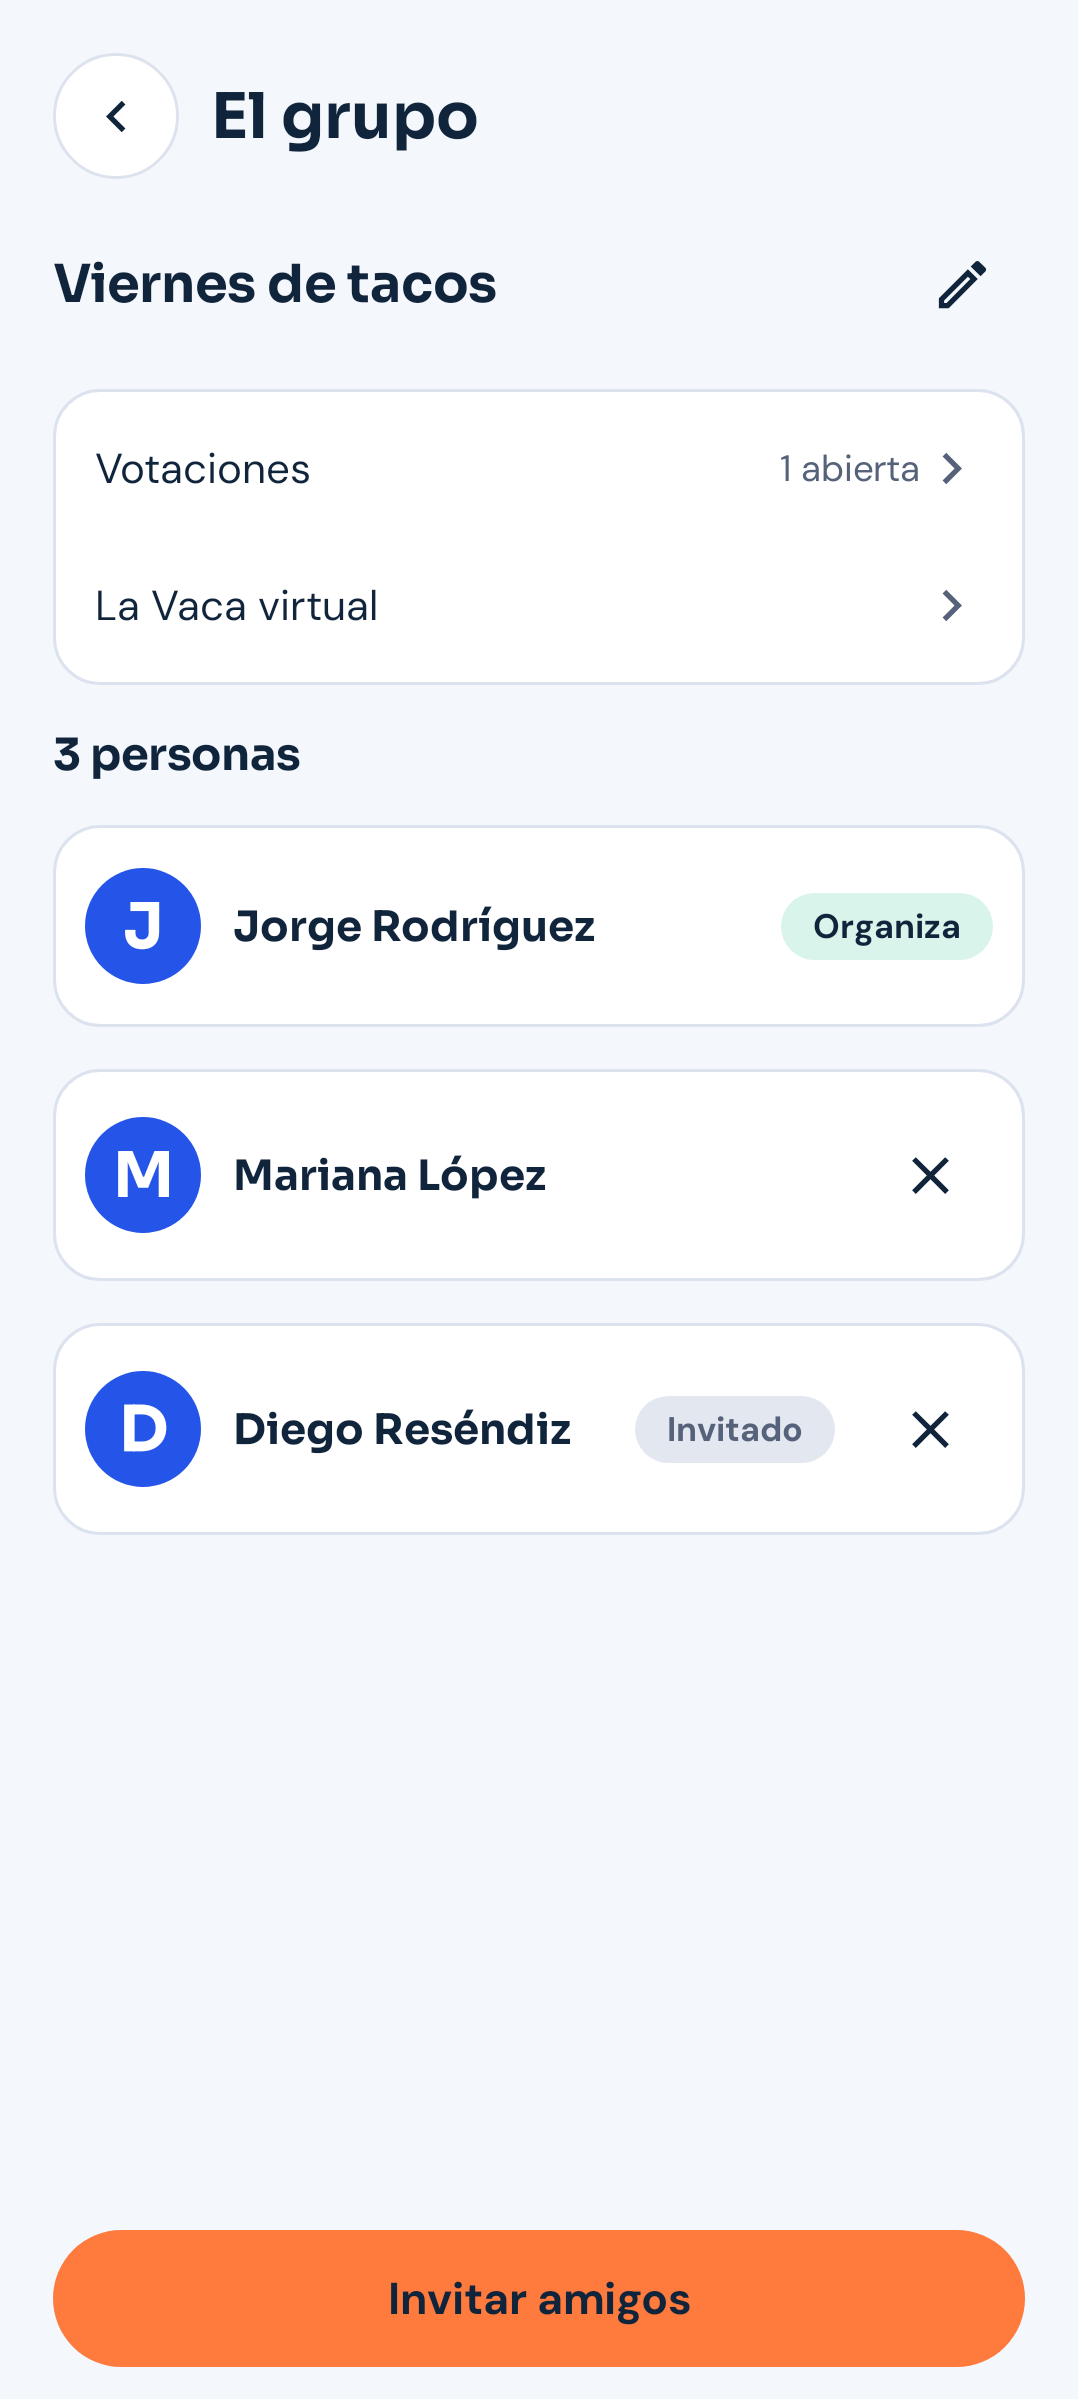 El grupo
Viernes de tacos
Votaciones 1 abierta
La Vaca virtual
3 personas
J Jorge Rodríguez Organiza
M Mariana López
D Diego Reséndiz Invitado
Invitar amigos